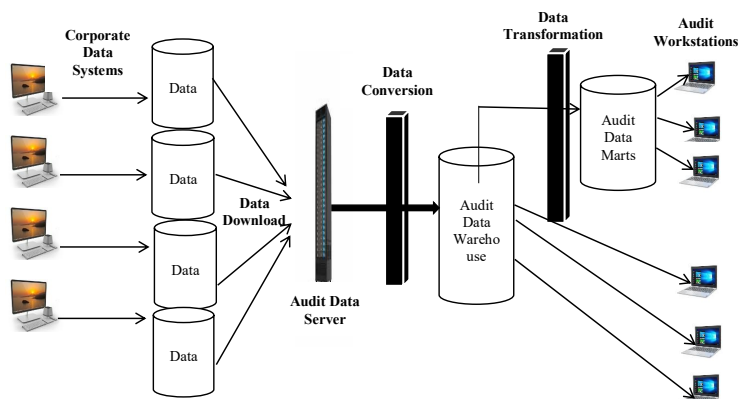 Corporate
Data
Systems
Data
Data
Data
Data
Data
Download
Audit Data
Server
Data
Conversion
Audit
Data
Wareho
use
Data
Transformation
Audit
Data
Marts
Audit
Workstations